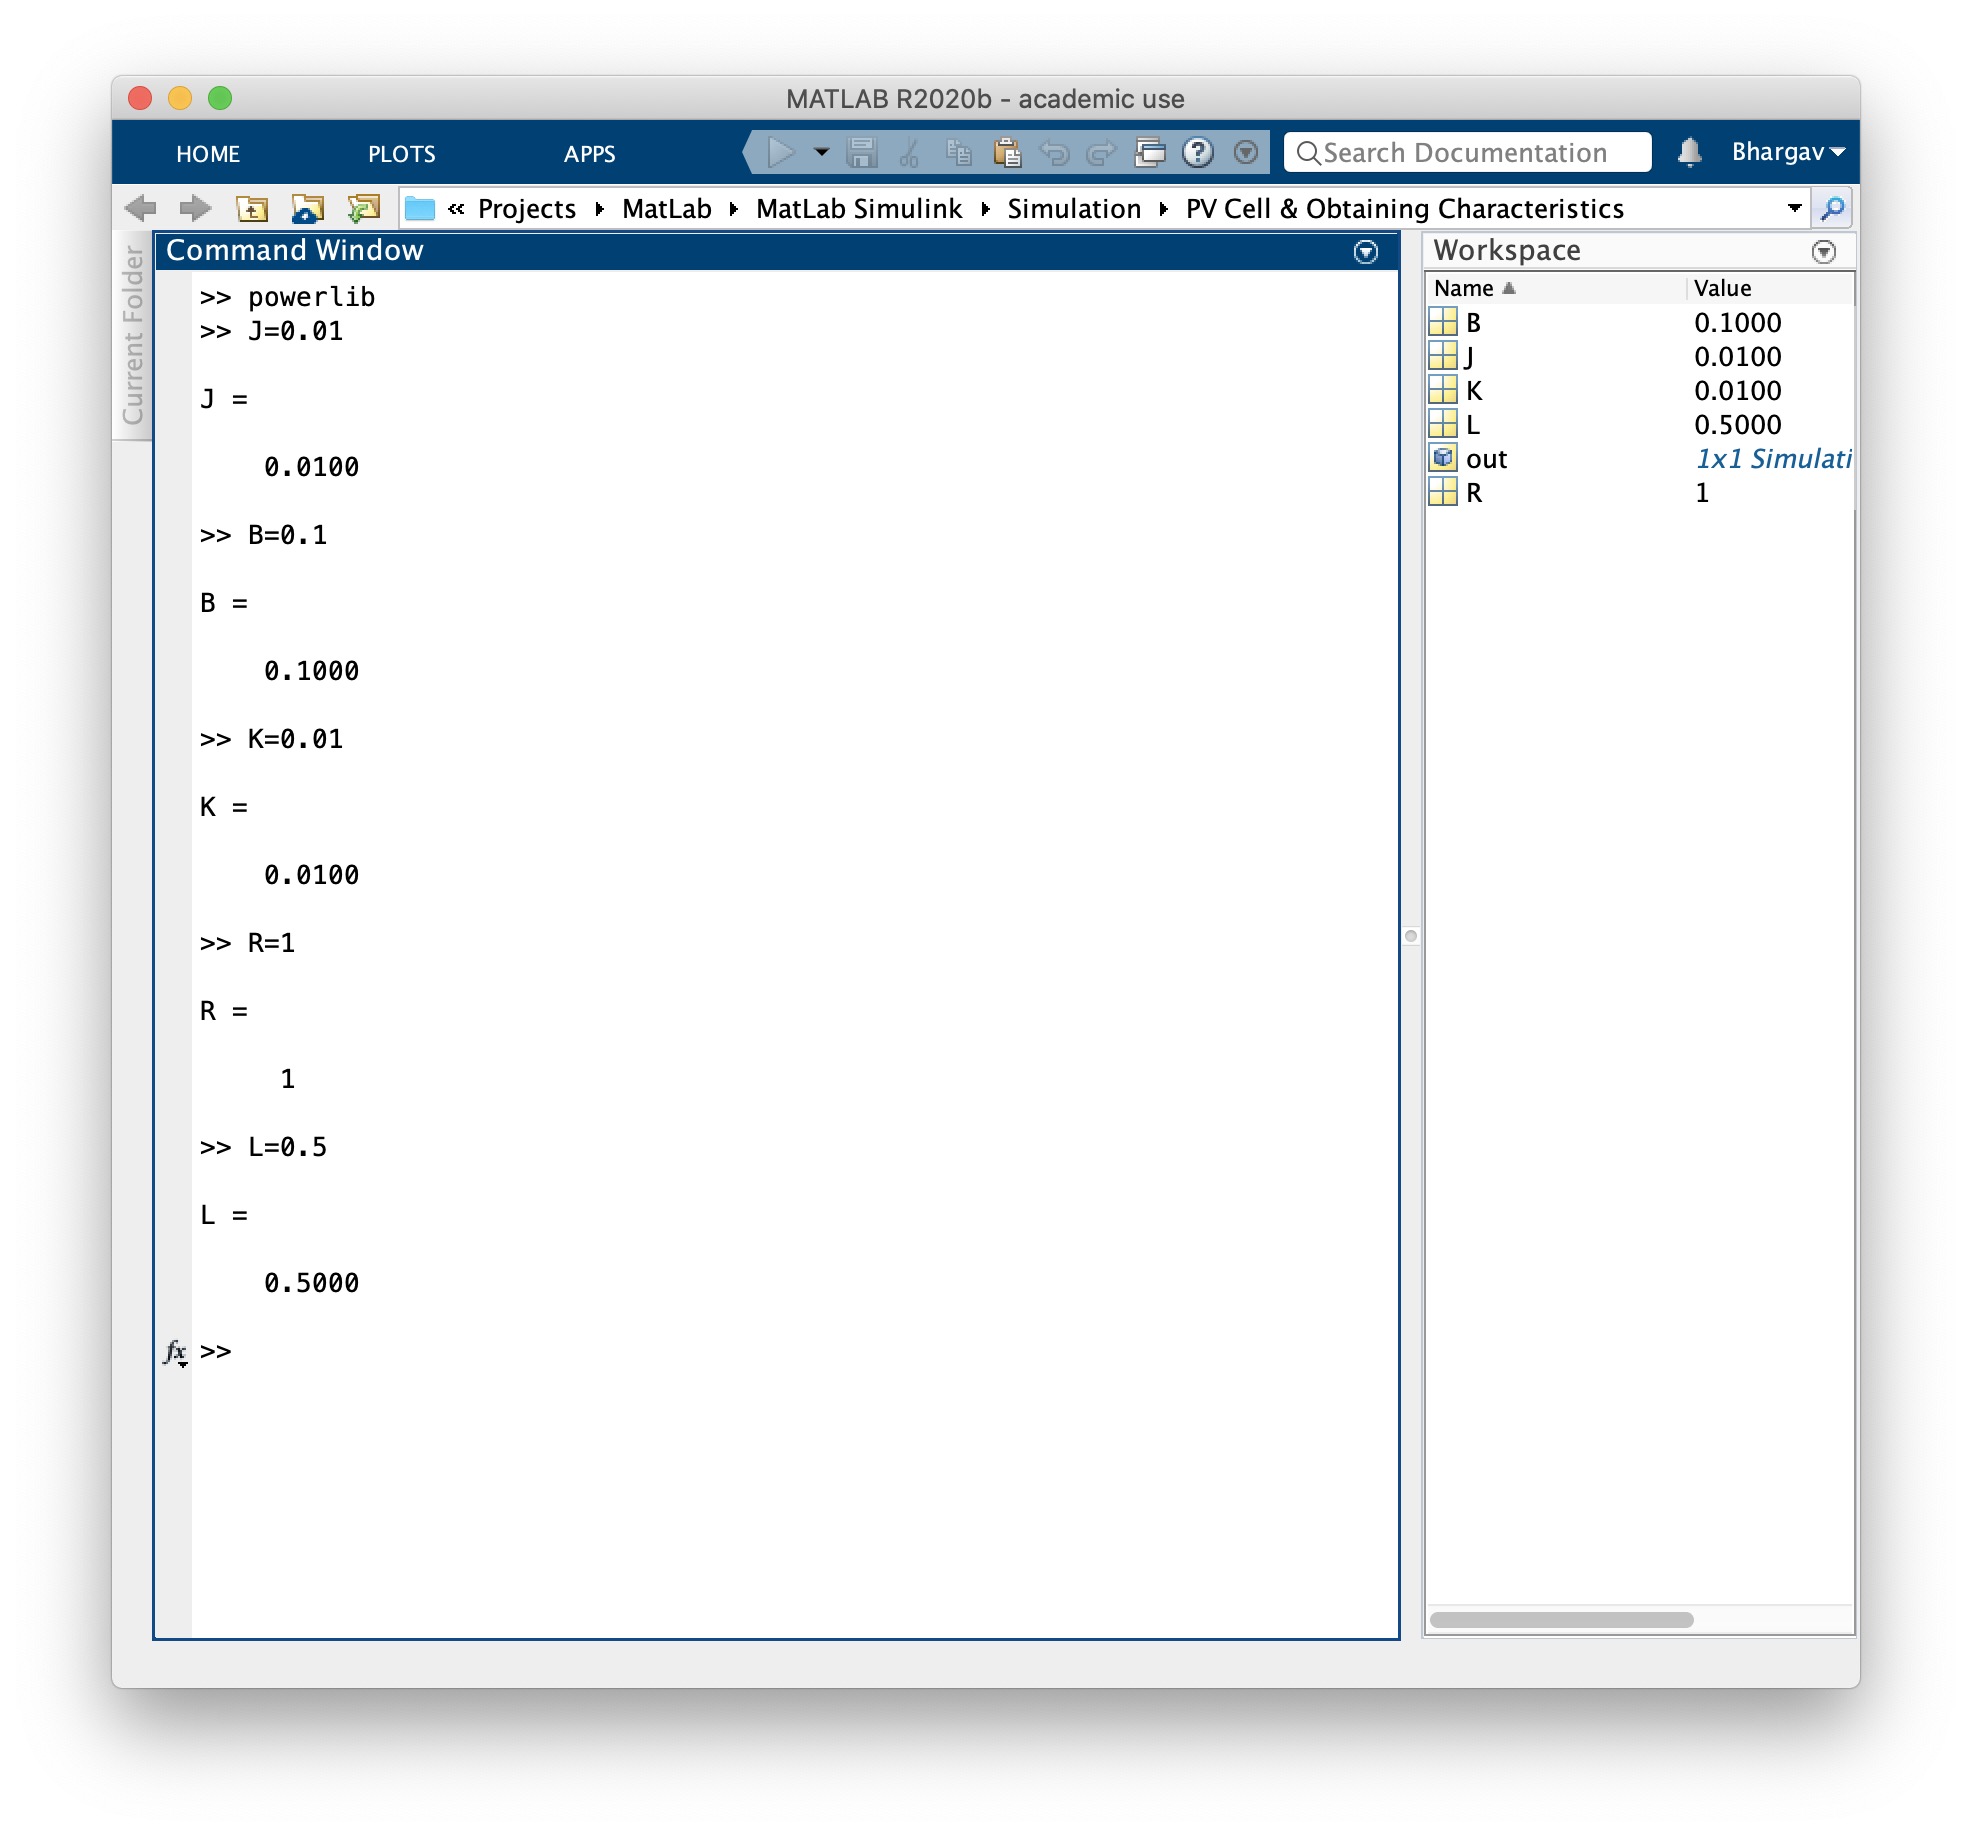 MATLAB R2020b - academic use
HOME PLOTS APPS Search Documentation Bhargav
« Projects MatLab MatLab Simulink Simulation PV Cell & Obtaining Characteristics
Current Folder
Command Window
>> powerlib
>> J=0.01
J =
0.0100
>> B=0.1
B =
0.1000
>> K=0.01
K =
0.0100
>> R=1
R =
1
>> L=0.5
L =
0.5000
fx >>
Workspace
Name Value
B 0.1000
J 0.0100
K 0.0100
L 0.5000
out 1x1 Simulati
R 1